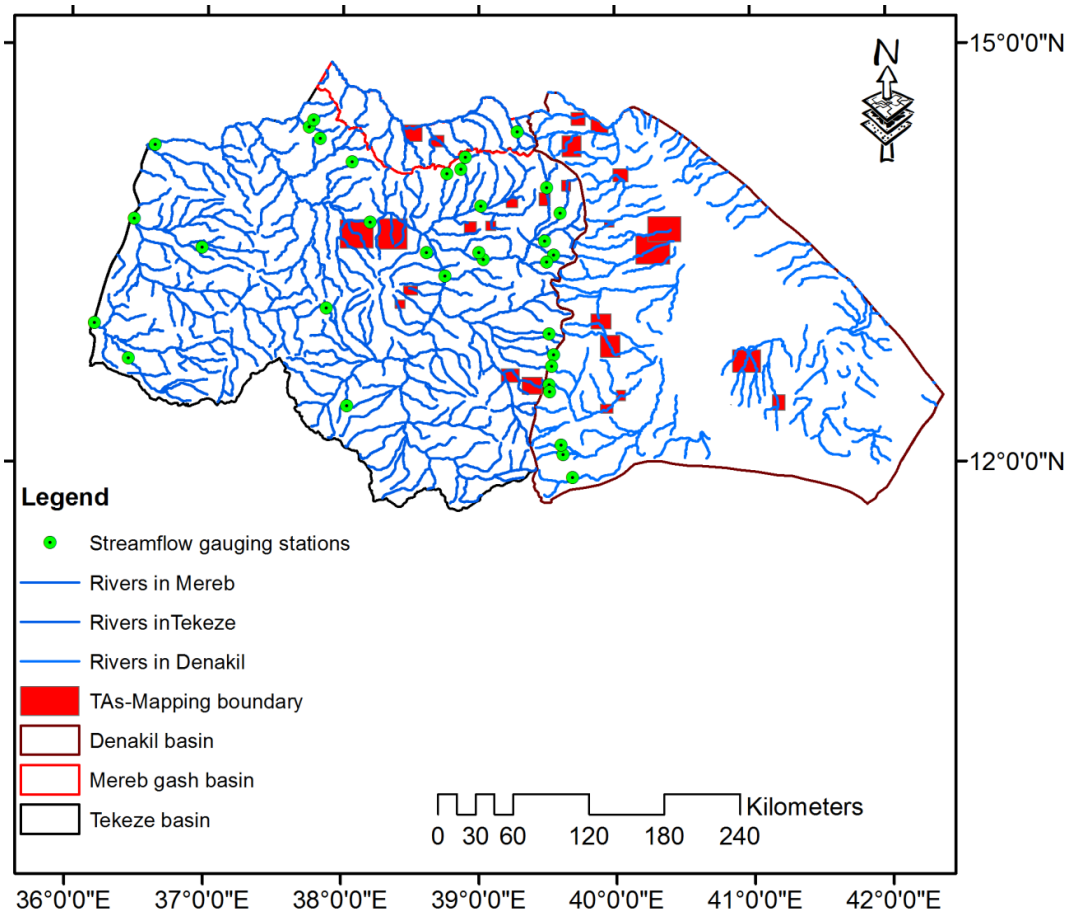 N
15°0'0"N
12°0'0"N
Legend
Streamflow gauging stations
Rivers in Mereb
Rivers inTekeze
Rivers in Denakil
TAs-Mapping boundary
Denakil basin
Mereb gash basin
Tekeze basin
Kilometers
0 30 60 120 180 240
36°0'0"E 37°0'0"E 38°0'0"E 39°0'0"E 40°0'0"E 41°0'0"E 42°0'0"E